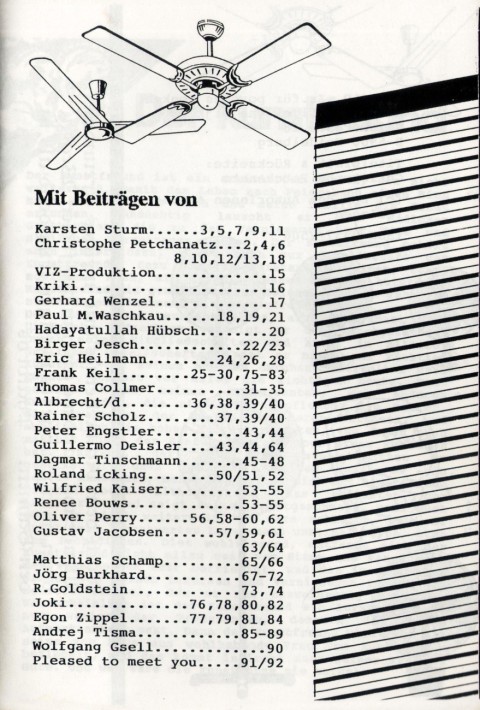 Mit Beiträgen von
Karsten Sturm......3,5,7,9,11
Christophe Petchanatz...2,4,6
8,10,12/13,18
VIZ-Produktion.............15
Kriki......................16
Gerhard Wenzel.............17
Paul M.Waschkau......18,19,21
Hadayatullah Hübsch........20
Birger Jesch............22/23
Eric Heilmann........24,26,28
Frank Keil.......25-30,75-83
Thomas Collmer..........31-35
Albrecht/d........36,38,39/40
Rainer Scholz........37,39/40
Peter Engstler..........43,44
Guillermo Deisler....43,44,64
Dagmar Tinschmann.......45-48
Roland Icking........50/51,52
Wilfried Kaiser.........53-55
Renee Bouws.............53-55
Oliver Perry......56,58-60,62
Gustav Jacobsen......57,59,61
63/64
Matthias Schamp.........65/66
Jörg Burkhard...........67-72
R.Goldstein.............73,74
Joki..............76,78,80,82
Egon Zippel.......77,79,81,84
Andrej Tisma............85-89
Wolfgang Gsell.............90
Pleased to meet you.....91/92